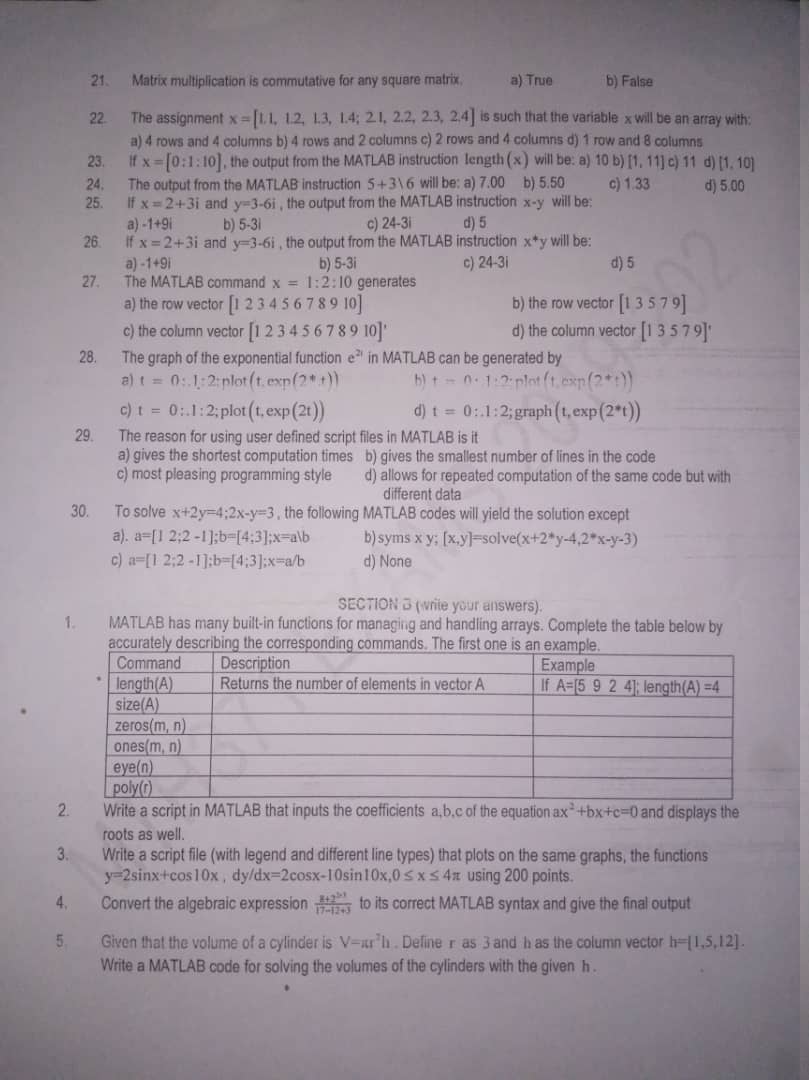 21. Matrix multiplication is commutative for any square matrix. a) True b) False
22. The assignment x = [1.1, 1.2, 1.3, 1.4; 2.1, 2.2, 2.3, 2.4] is such that the variable x will be an array with:
a) 4 rows and 4 columns b) 4 rows and 2 columns c) 2 rows and 4 columns d) 1 row and 8 columns
23. If x = [0:1:10], the output from the MATLAB instruction length(x) will be: a) 10 b) [1, 11] c) 11 d) [1, 10]
24. The output from the MATLAB instruction 5+3\6 will be: a) 7.00 b) 5.50 c) 1.33 d) 5.00
25. If x = 2+3i and y=3-6i , the output from the MATLAB instruction x-y will be:
a) -1+9i b) 5-3i c) 24-3i d) 5
26. If x = 2+3i and y=3-6i , the output from the MATLAB instruction x*y will be:
a) -1+9i b) 5-3i c) 24-3i d) 5
27. The MATLAB command x = 1:2:10 generates
a) the row vector [1 2 3 4 5 6 7 8 9 10] b) the row vector [1 3 5 7 9]
c) the column vector [1 2 3 4 5 6 7 8 9 10]' d) the column vector [1 3 5 7 9]'
28. The graph of the exponential function e²ᵗ in MATLAB can be generated by
a) t = 0:.1:2; plot(t, exp(2*t)) b) t = 0:.1:2; plot(t, exp(2*t))
c) t = 0:.1:2; plot(t, exp(2t)) d) t = 0:.1:2; graph(t, exp(2*t))
29. The reason for using user defined script files in MATLAB is it
a) gives the shortest computation times b) gives the smallest number of lines in the code
c) most pleasing programming style d) allows for repeated computation of the same code but with
different data
30. To solve x+2y=4;2x-y=3 , the following MATLAB codes will yield the solution except
a). a=[1 2;2 -1];b=[4;3];x=a\b b) syms x y; [x,y]=solve(x+2*y-4,2*x-y-3)
c) a=[1 2;2 -1];b=[4;3];x=a/b d) None
SECTION B (write your answers).
1. MATLAB has many built-in functions for managing and handling arrays. Complete the table below by
accurately describing the corresponding commands. The first one is an example.
Command Description Example
length(A) Returns the number of elements in vector A If A=[5 9 2 4]; length(A) =4
size(A)
zeros(m, n)
ones(m, n)
eye(n)
poly(r)
2. Write a script in MATLAB that inputs the coefficients a,b,c of the equation ax²+bx+c=0 and displays the
roots as well.
3. Write a script file (with legend and different line types) that plots on the same graphs, the functions
y=2sinx+cos10x , dy/dx=2cosx-10sin10x,0 ≤ x ≤ 4π using 200 points.
4. Convert the algebraic expression to its correct MATLAB syntax and give the final output
5. Given that the volume of a cylinder is V=πr²h . Define r as 3 and h as the column vector h=[1,5,12].
Write a MATLAB code for solving the volumes of the cylinders with the given h .